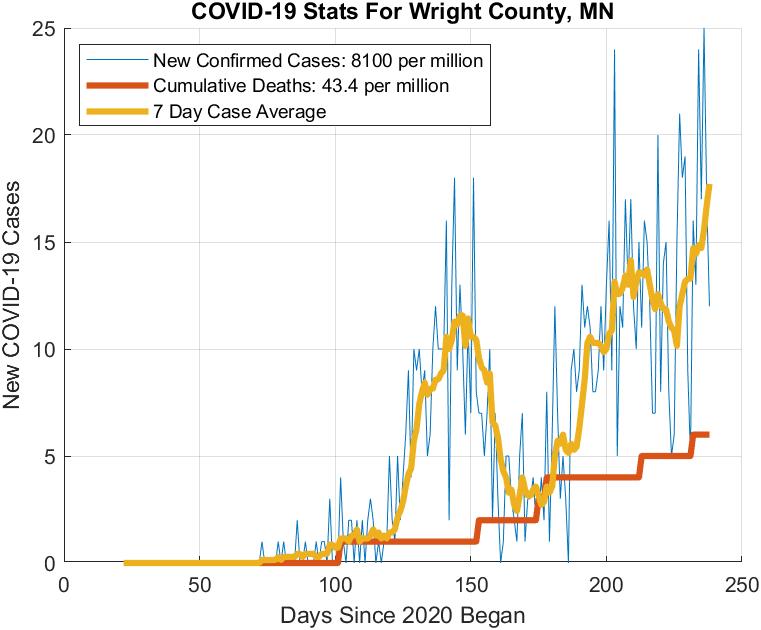 COVID-19 Stats For Wright County, MN
New Confirmed Cases: 8100 per million
Cumulative Deaths: 43.4 per million
7 Day Case Average
New COVID-19 Cases
25
20
15
10
5
0
0 50 100 150 200 250
Days Since 2020 Began